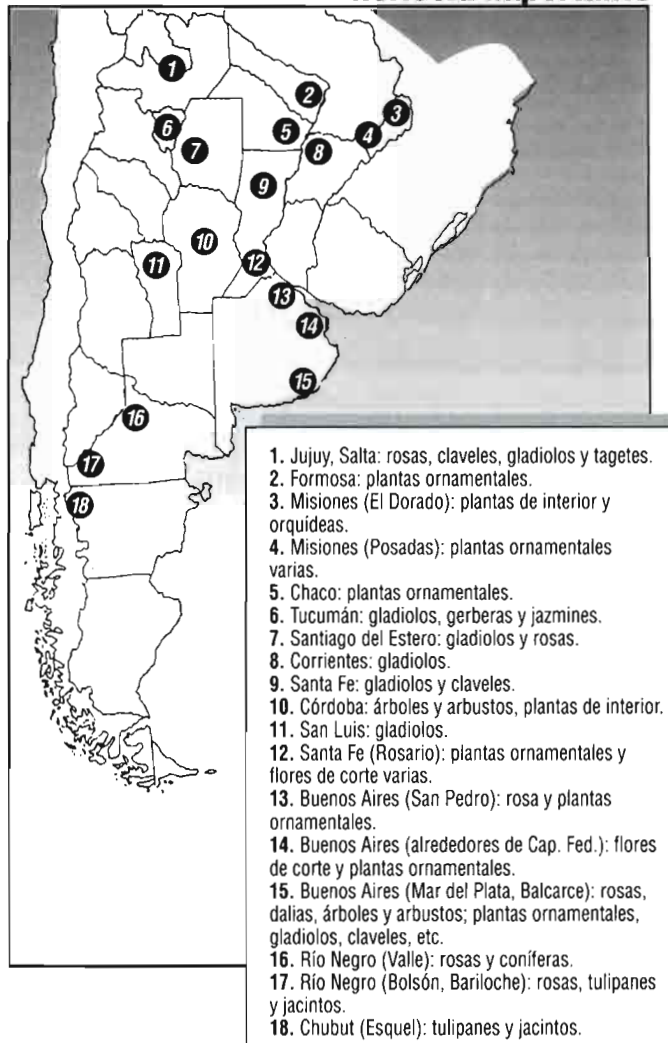 1
2
3
4
5
6
7
8
9
10
11
12
13
14
15
16
17
18
1. Jujuy, Salta: rosas, claveles, gladiolos y tagetes.
2. Formosa: plantas ornamentales.
3. Misiones (El Dorado): plantas de interior y
orquídeas.
4. Misiones (Posadas): plantas ornamentales
varias.
5. Chaco: plantas ornamentales.
6. Tucumán: gladiolos, gerberas y jazmines.
7. Santiago del Estero: gladiolos y rosas.
8. Corrientes: gladiolos.
9. Santa Fe: gladiolos y claveles.
10. Córdoba: árboles y arbustos, plantas de interior.
11. San Luis: gladiolos.
12. Santa Fe (Rosario): plantas ornamentales y
flores de corte varias.
13. Buenos Aires (San Pedro): rosa y plantas
ornamentales.
14. Buenos Aires (alrededores de Cap. Fed.): flores
de corte y plantas ornamentales.
15. Buenos Aires (Mar del Plata, Balcarce): rosas,
dalias, árboles y arbustos; plantas ornamentales,
gladiolos, claveles, etc.
16. Río Negro (Valle): rosas y coníferas.
17. Río Negro (Bolsón, Bariloche): rosas, tulipanes
y jacintos.
18. Chubut (Esquel): tulipanes y jacintos.